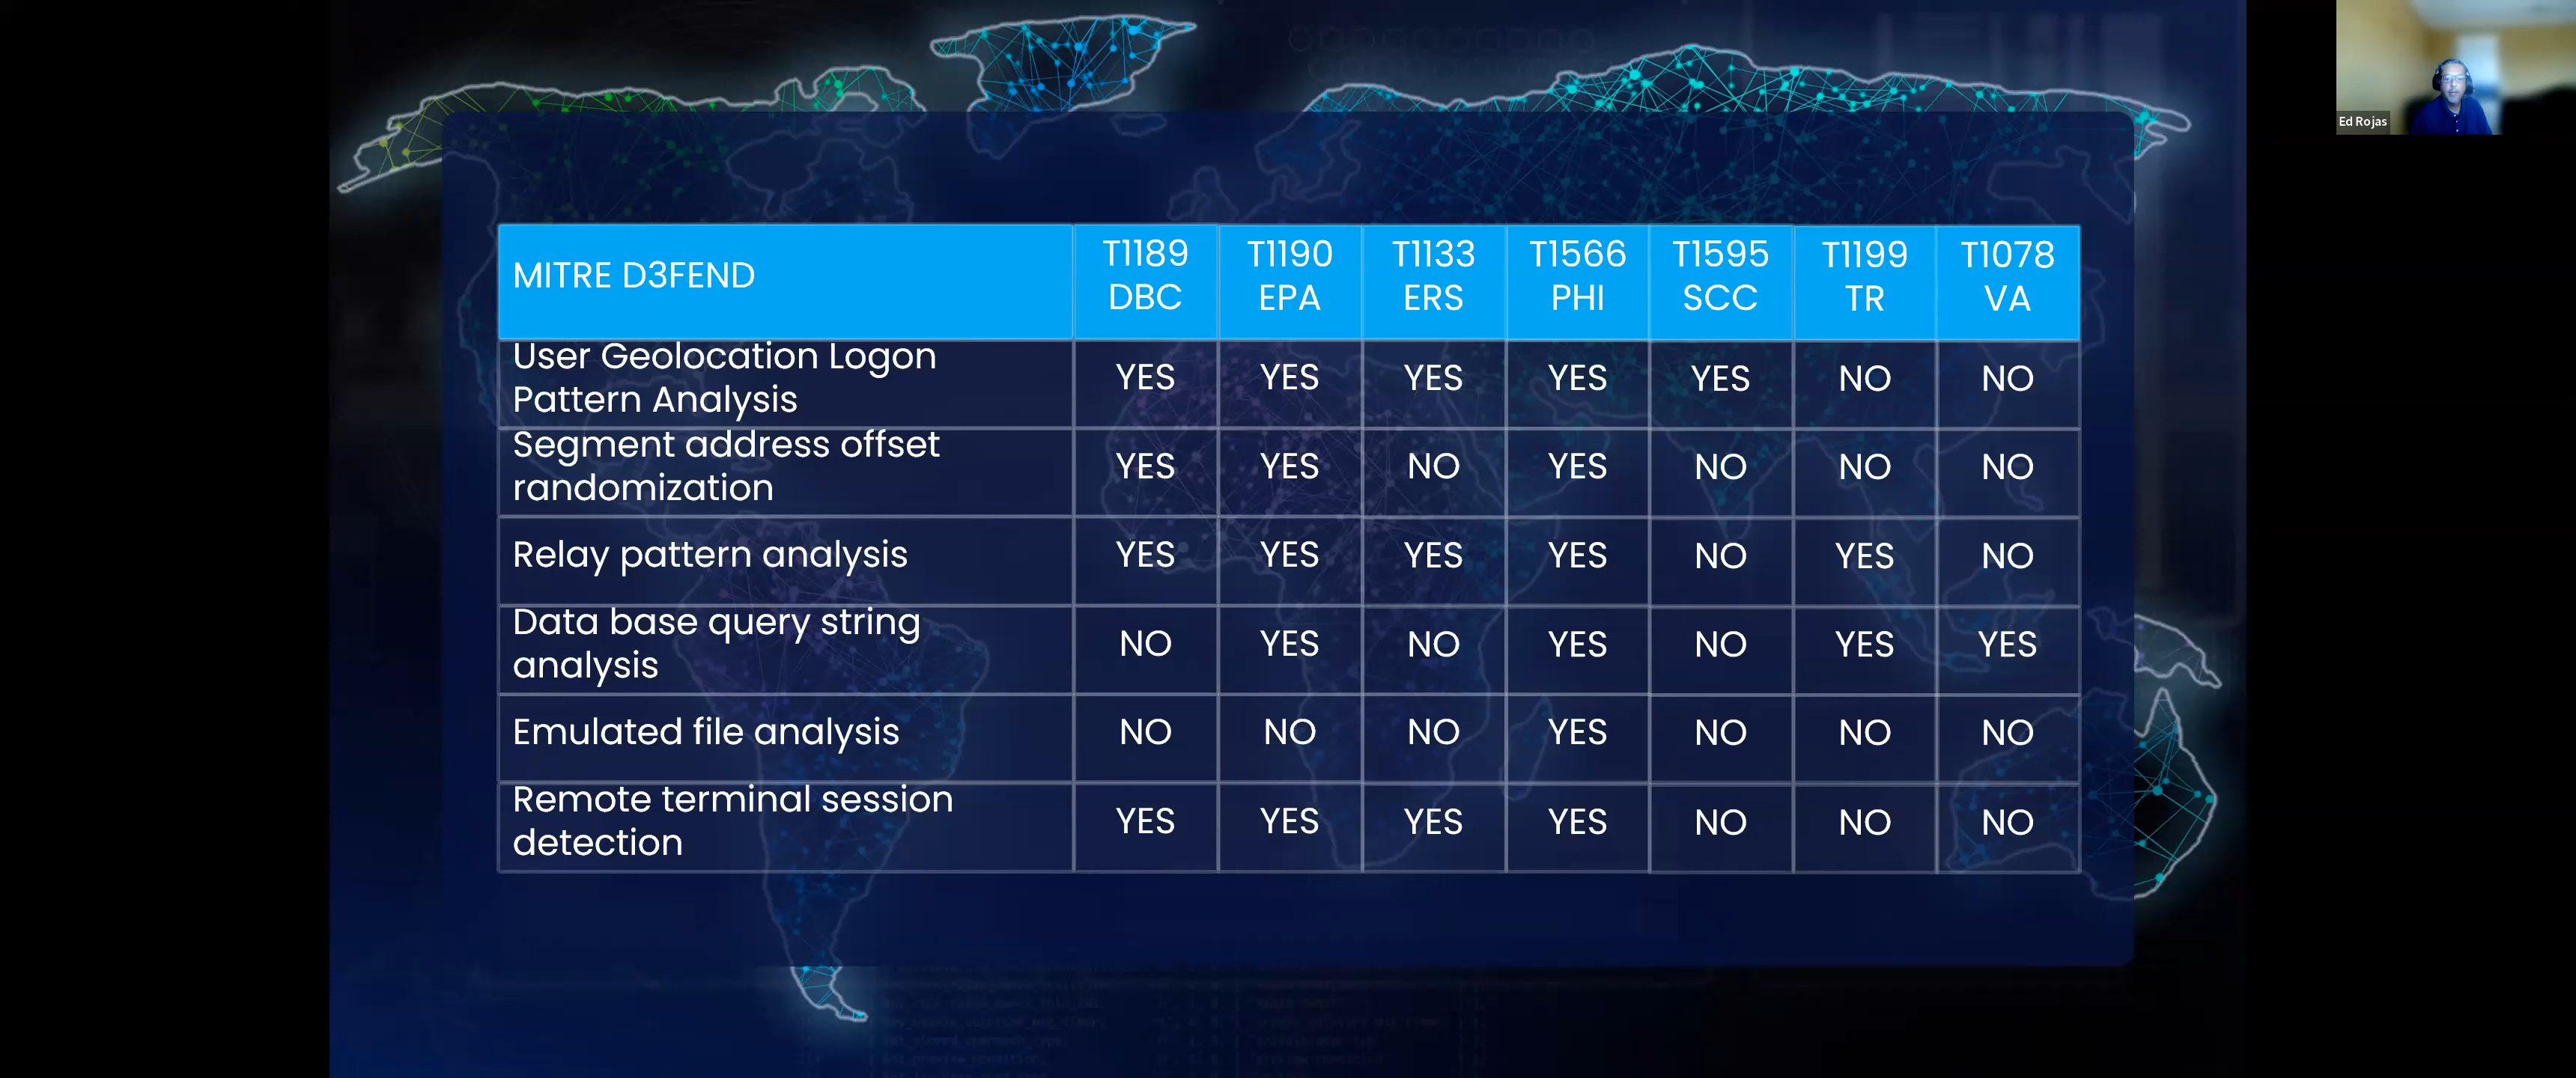 MITRE D3FEND T1189 DBC T1190 EPA T1133 ERS T1566 PHI T1595 SCC T1199 TR T1078 VA
User Geolocation Logon Pattern Analysis YES YES YES YES YES NO NO
Segment address offset randomization YES YES NO YES NO NO NO
Relay pattern analysis YES YES YES YES NO YES NO
Data base query string analysis NO YES NO YES NO YES YES
Emulated file analysis NO NO NO YES NO NO NO
Remote terminal session detection YES YES YES YES NO NO NO
Ed Rojas